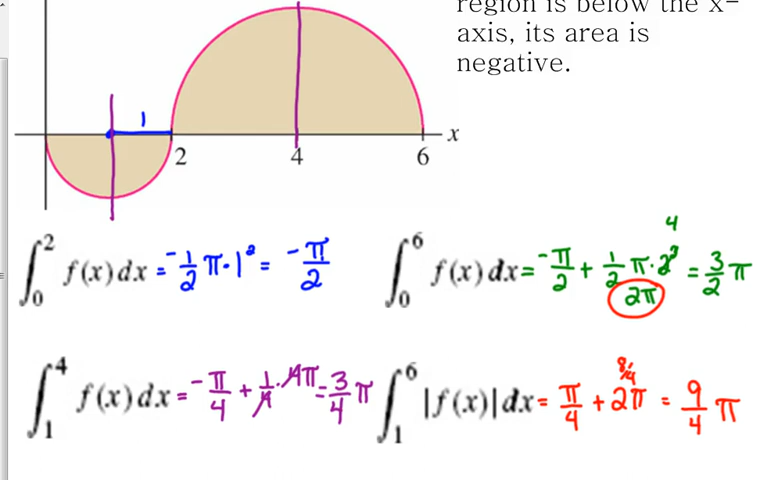 region is below the x-
axis, its area is
negative.
1
x
2 4 6
∫₀² f(x)dx = -1/2 π·1² = -π/2
∫₀⁶ f(x)dx = -π/2 + 1/2 π·2² = 3/2 π
4
2π
∫₁⁴ f(x)dx = -π/4 + 1/4·4π = 3/4 π
∫₁⁶ |f(x)|dx = π/4 + 2π = 9/4 π
8/4